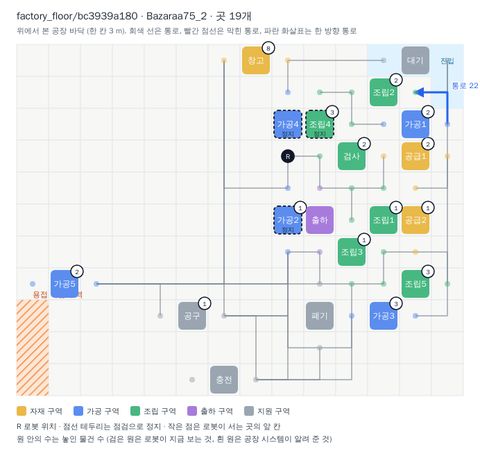 factory_floor/bc3939a180 · Bazaraa75_2 · 곳 19개
위에서 본 공장 바닥 (한 칸 3 m). 회색 선은 통로, 빨간 점선은 막힌 통로, 파란 화살표는 한 방향 통로
창고 8
대기
진입
조립2 2
통로 22
가공4
정지
조립4 3
정지
가공1 2
R
검사 2
공급1 2
가공2 1
정지
출하
조립1 1
공급2 1
조립3 1
가공5 2
조립5 3
용접
역
공구 1
폐기
가공3 2
충전
자재 구역
가공 구역
조립 구역
출하 구역
지원 구역
R 로봇 위치 · 점선 테두리는 점검으로 정지 · 작은 점은 로봇이 서는 곳의 앞 칸
원 안의 수는 놓인 물건 수 (검은 원은 로봇이 지금 보는 것, 흰 원은 공장 시스템이 알려 준 것)